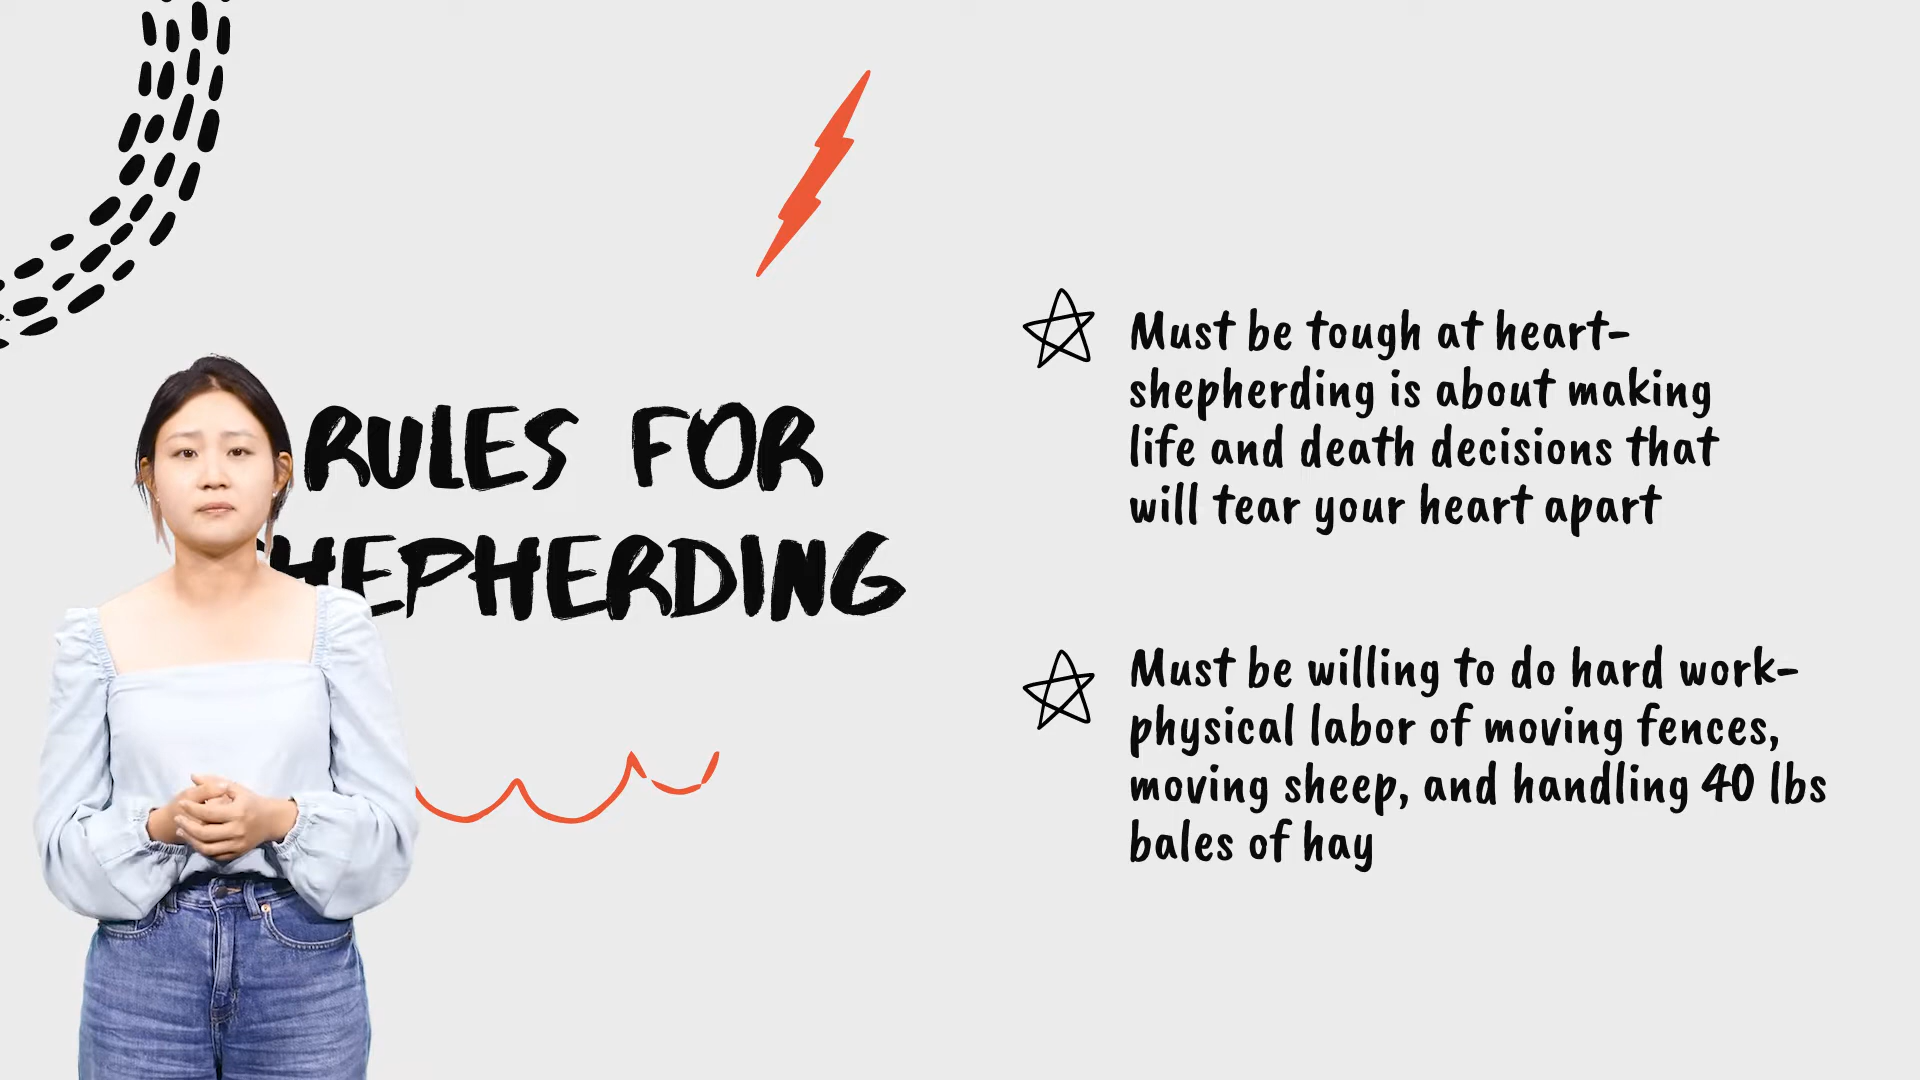 RULES FOR
HEPHERDING
Must be tough at heart-
shepherding is about making
life and death decisions that
will tear your heart apart
Must be willing to do hard work-
physical labor of moving fences,
moving sheep, and handling 40 lbs
bales of hay